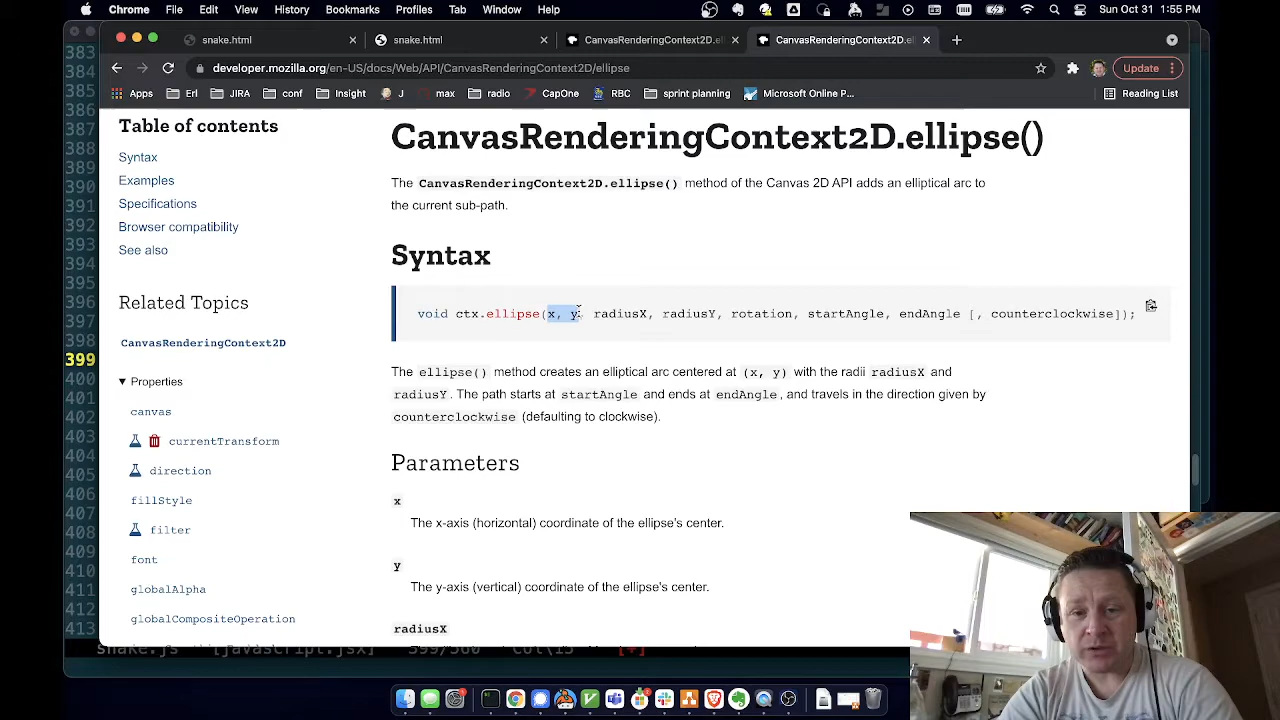 Chrome File Edit View History Bookmarks Profiles Tab Window Help Sun Oct 31 1:55 PM
snake.html snake.html CanvasRenderingContext2D.el CanvasRenderingContext2D.el
developer.mozilla.org/en-US/docs/Web/API/CanvasRenderingContext2D/ellipse Update
Apps Erl JIRA conf Insight J max radio CapOne RBC sprint planning Microsoft Online P... Reading List
383
384
385
386
387
388
389
390
391
392
393
394
395
396
397
398
399
400
401
402
403
404
405
406
407
408
409
410
411
412
413
Table of contents
Syntax
Examples
Specifications
Browser compatibility
See also
Related Topics
CanvasRenderingContext2D
Properties
canvas
currentTransform
direction
fillStyle
filter
font
globalAlpha
globalCompositeOperation
CanvasRenderingContext2D.ellipse()
The CanvasRenderingContext2D.ellipse() method of the Canvas 2D API adds an elliptical arc to
the current sub-path.
Syntax
void ctx.ellipse(x, y, radiusX, radiusY, rotation, startAngle, endAngle [, counterclockwise]);
The ellipse() method creates an elliptical arc centered at (x, y) with the radii radiusX and
radiusY. The path starts at startAngle and ends at endAngle, and travels in the direction given by
counterclockwise (defaulting to clockwise).
Parameters
x
The x-axis (horizontal) coordinate of the ellipse's center.
y
The y-axis (vertical) coordinate of the ellipse's center.
radiusX
snake.js [javascript.jsx] 399/560 Col\15 [+]